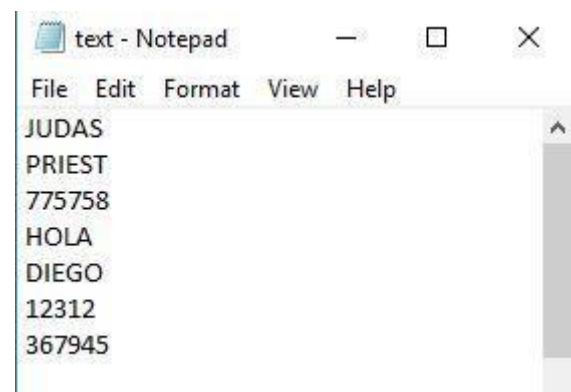 text - Notepad
File Edit Format View Help
JUDAS
PRIEST
775758
HOLA
DIEGO
12312
367945